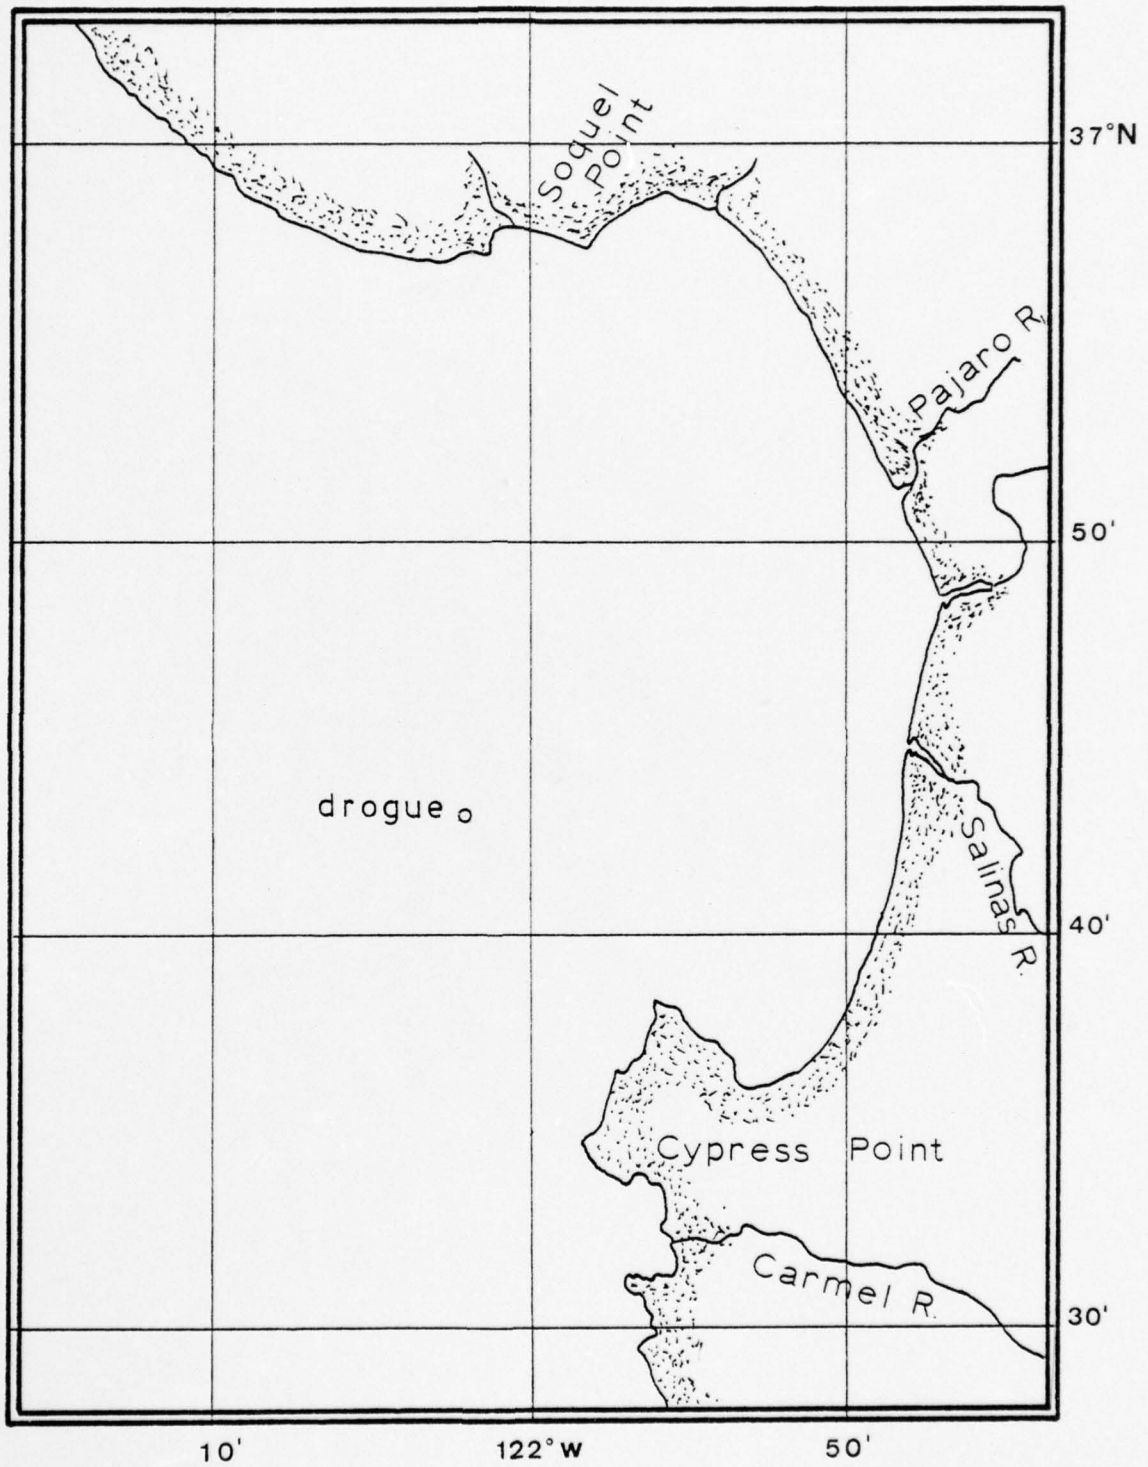 Soquel
Point
37°N
Pajaro R.
50'
drogue
Salinas R.
40'
Cypress Point
Carmel R.
30'
10'
122°W
50'